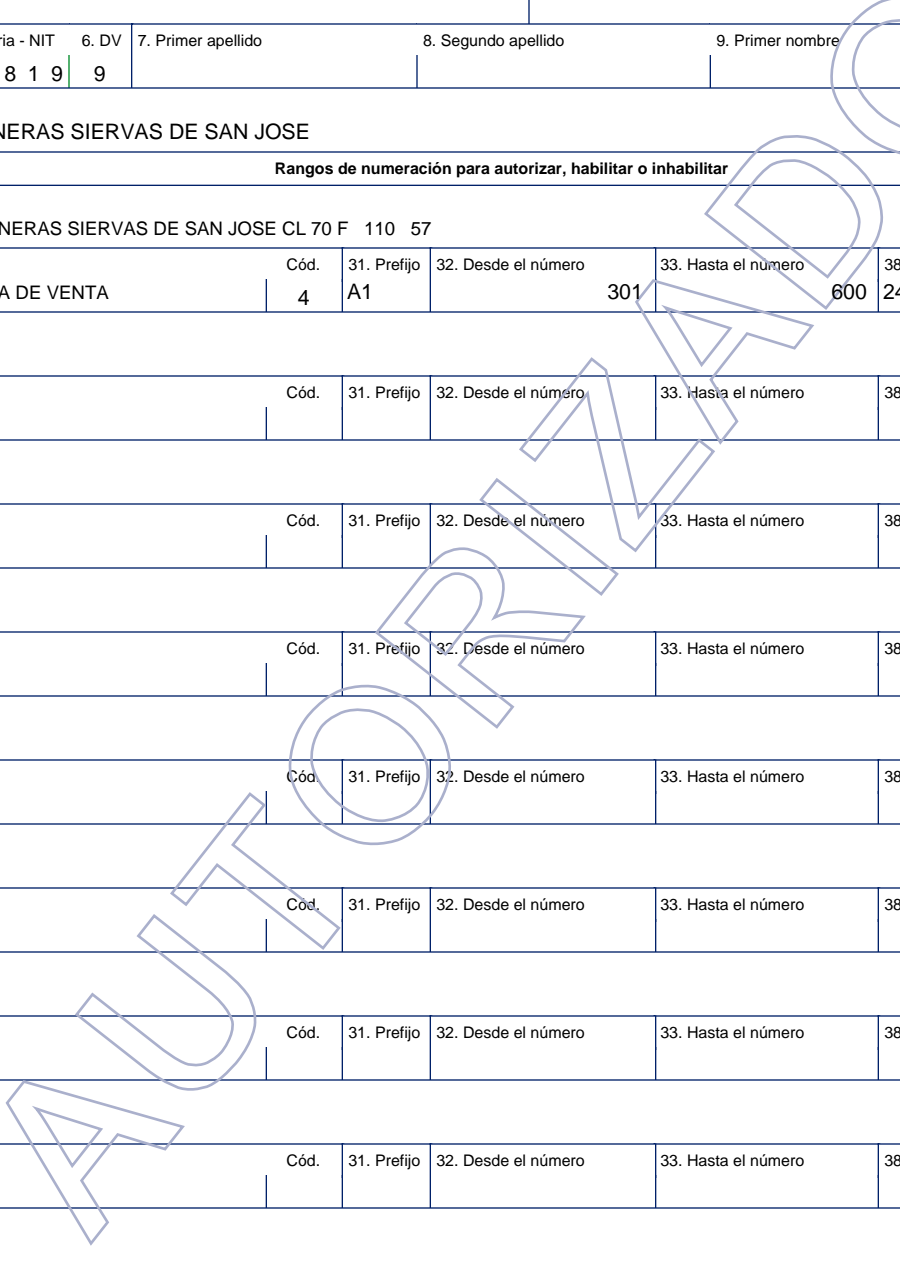 ria - NIT 6. DV 7. Primer apellido 8. Segundo apellido 9. Primer nombre
8 1 9 9
NERAS SIERVAS DE SAN JOSE
Rangos de numeración para autorizar, habilitar o inhabilitar
NERAS SIERVAS DE SAN JOSE CL 70 F 110 57
Cód. 31. Prefijo 32. Desde el número 33. Hasta el número 38
A DE VENTA 4 A1 301 600 24
Cód. 31. Prefijo 32. Desde el número 33. Hasta el número 38
Cód. 31. Prefijo 32. Desde el número 33. Hasta el número 38
Cód. 31. Prefijo 32. Desde el número 33. Hasta el número 38
Cód. 31. Prefijo 32. Desde el número 33. Hasta el número 38
Cód. 31. Prefijo 32. Desde el número 33. Hasta el número 38
Cód. 31. Prefijo 32. Desde el número 33. Hasta el número 38
Cód. 31. Prefijo 32. Desde el número 33. Hasta el número 38
AUTORIZADO